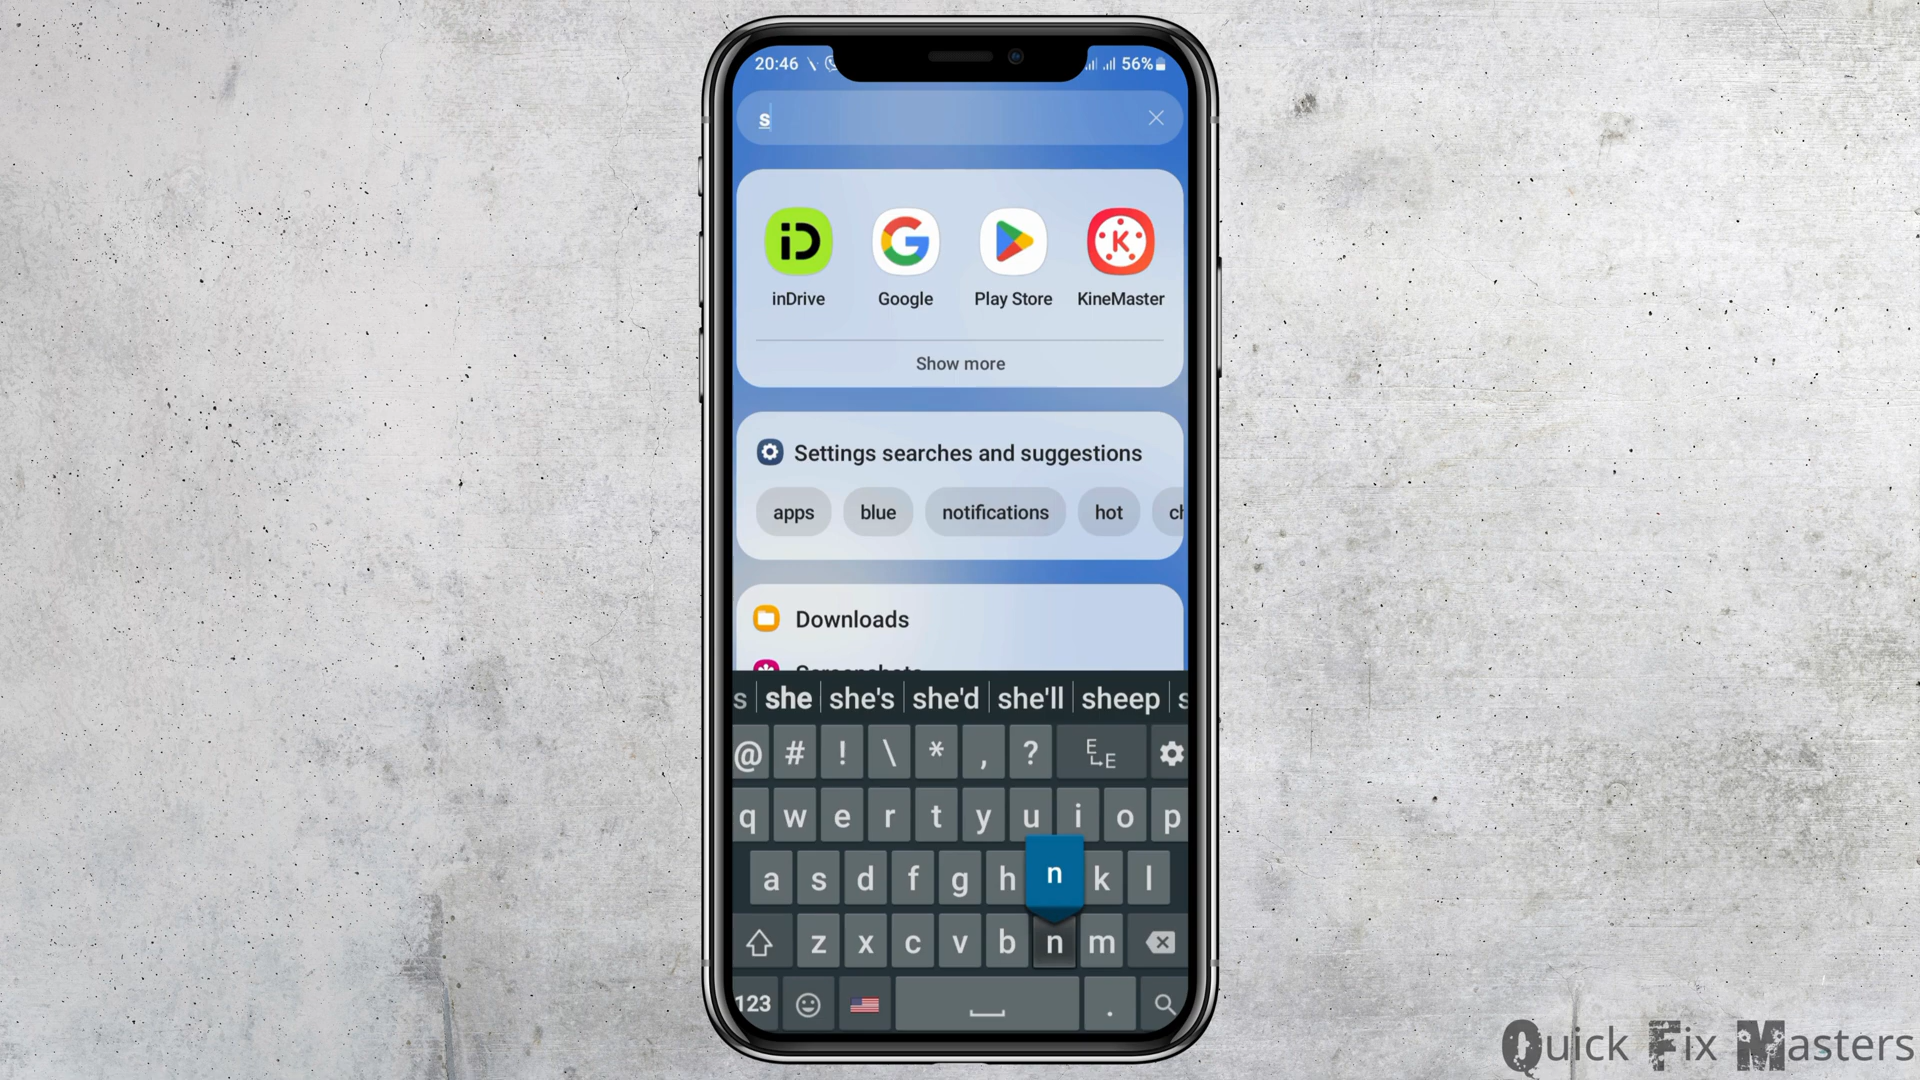 20:46 56%
s
inDrive Google Play Store KineMaster
Show more
Settings searches and suggestions
apps blue notifications hot
Downloads
s she she's she'd she'll sheep s
@ # ! \ * , ? E E
q w e r t y u i o p
a s d f g h n k l
z x c v b n m
123 .
Quick Fix Masters